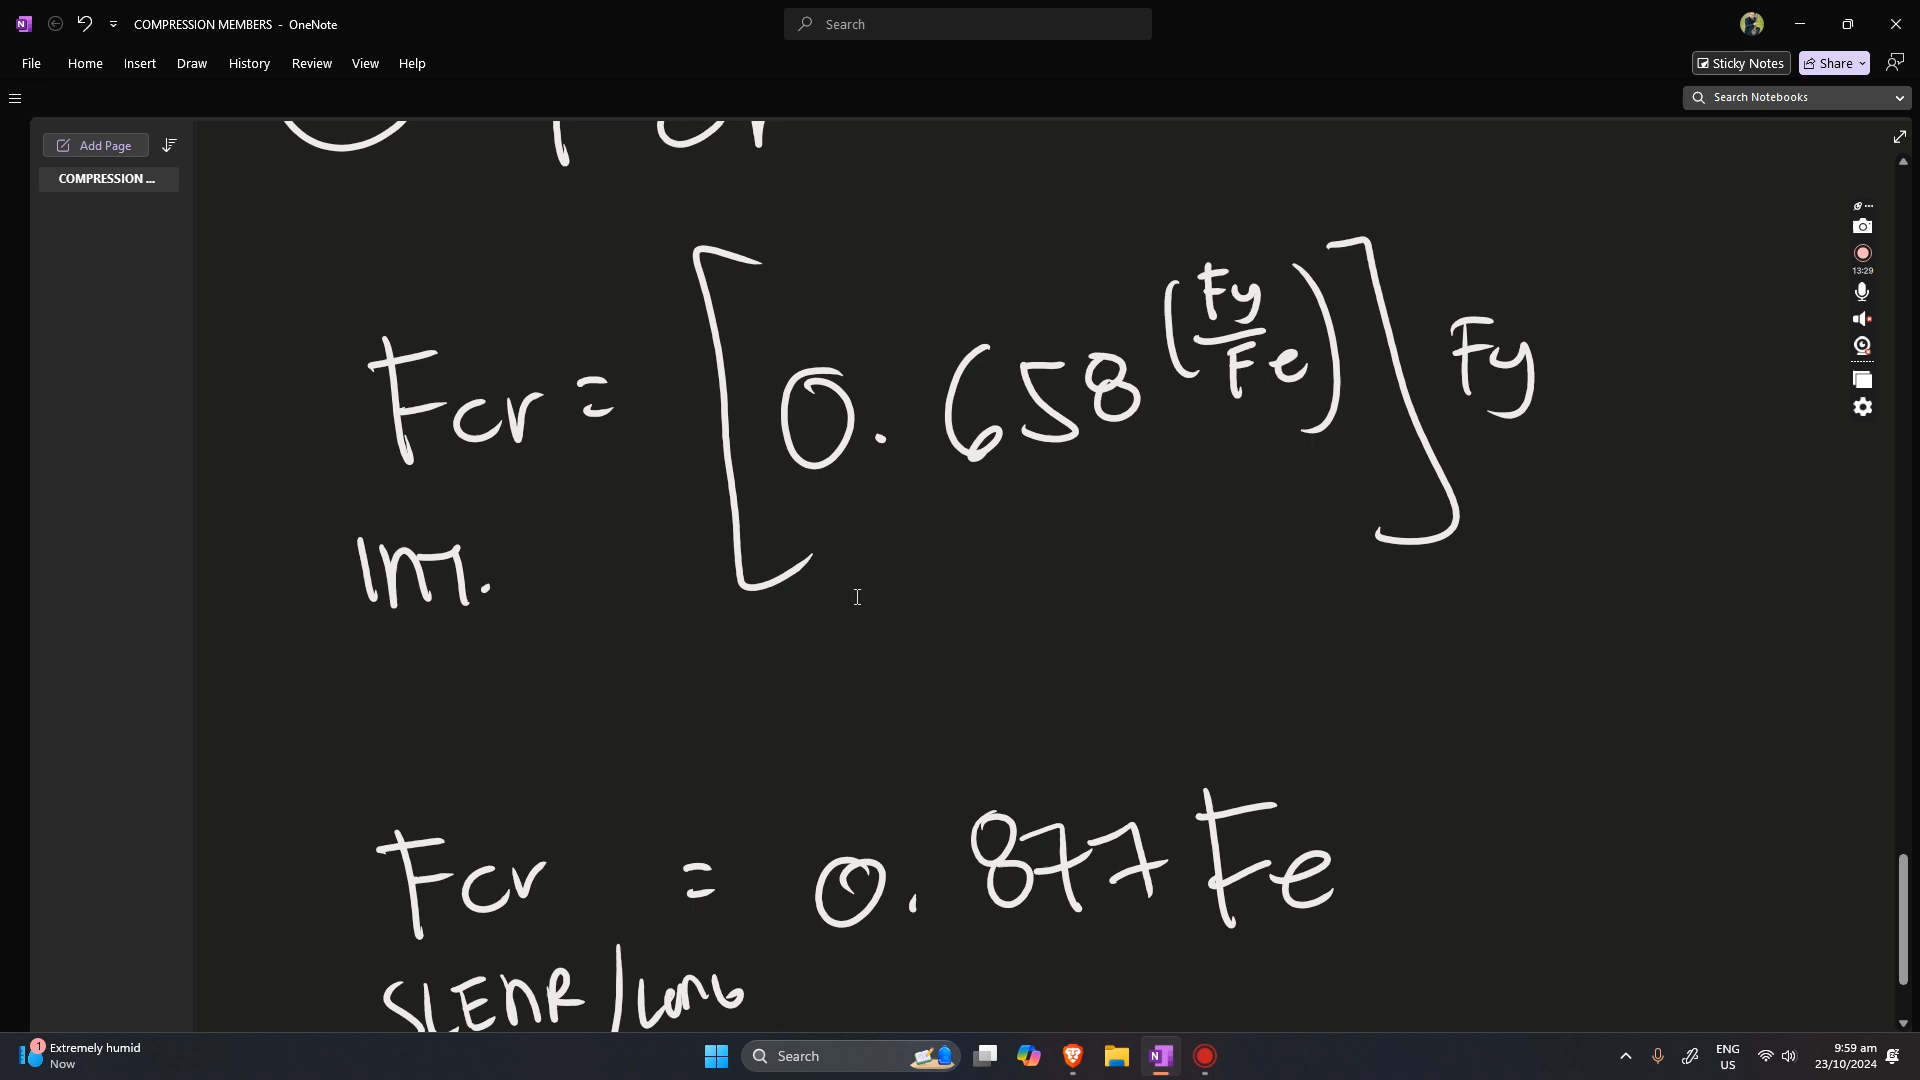 COMPRESSION MEMBERS - OneNote
Search
File Home Insert Draw History Review View Help
Sticky Notes
Share
Search Notebooks
Add Page
COMPRESSION ...
Fcr = [0.658^(Fy/Fe)] Fy
13:29
INT.
Fcr = 0.877 Fe
SLENR/Long
1
Extremely humid
Now
Search
ENG
US
9:59 am
23/10/2024